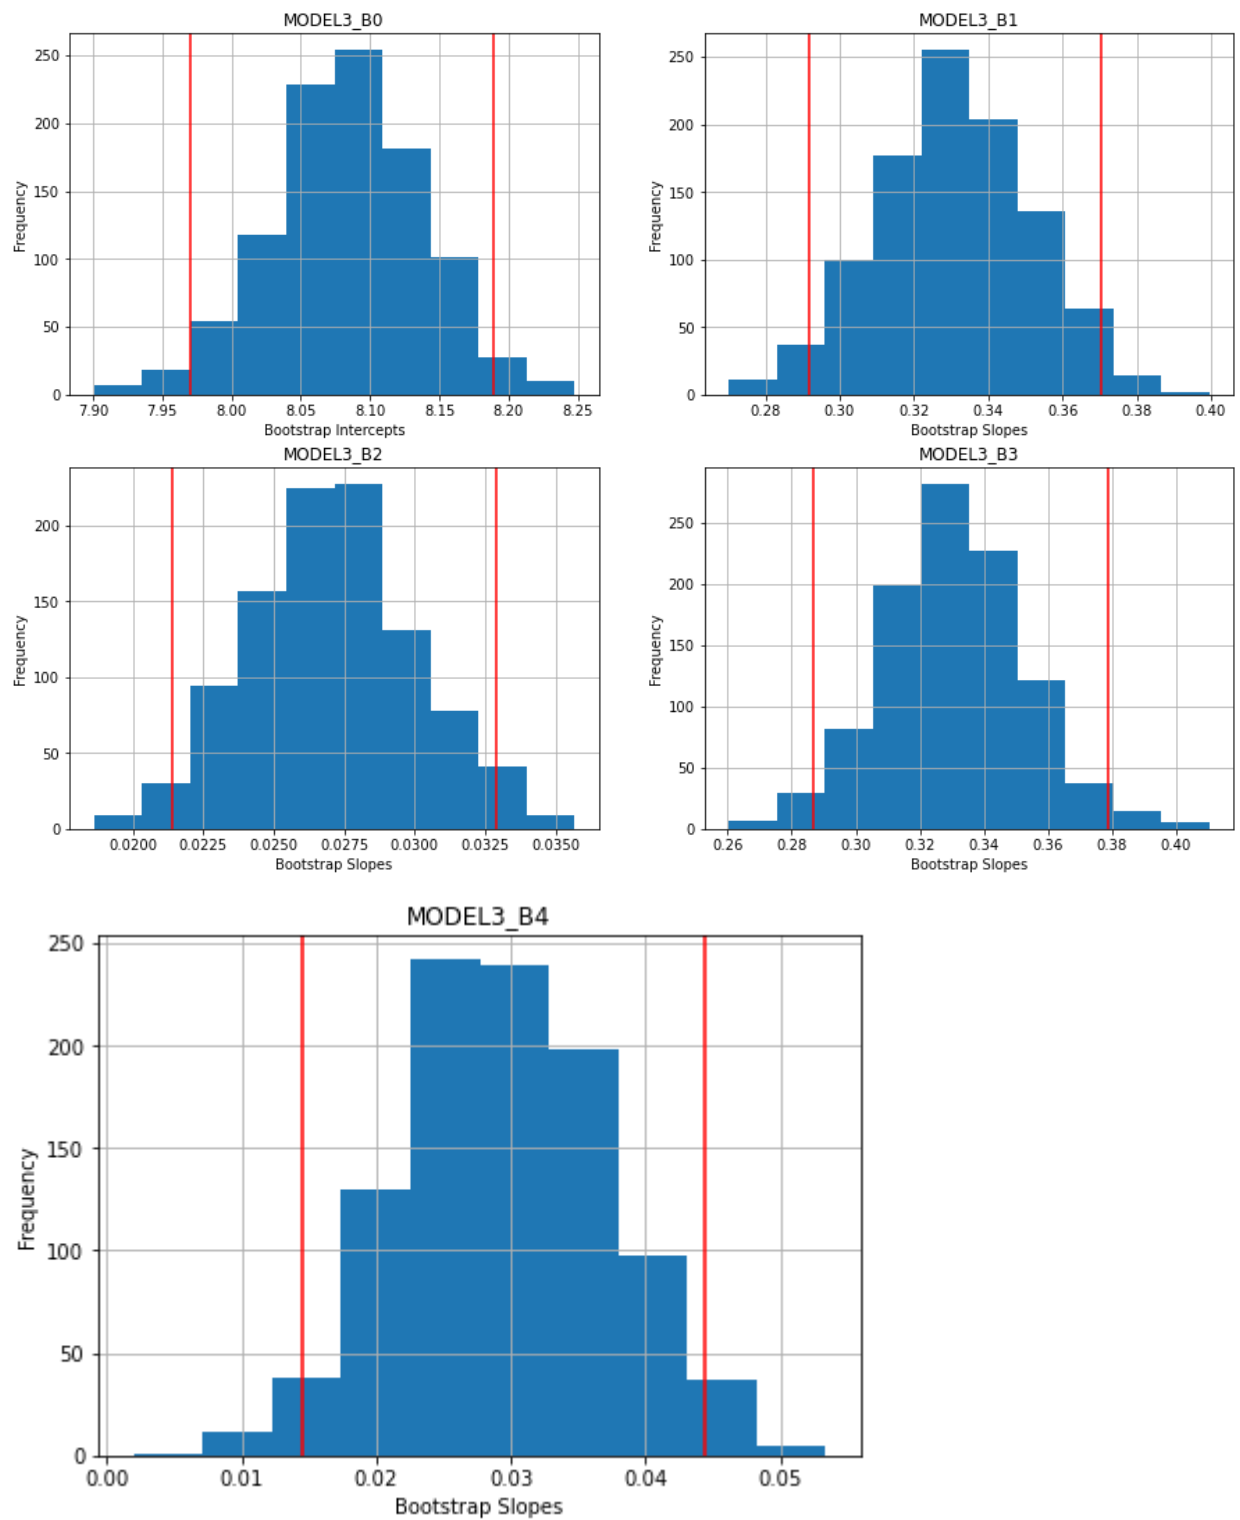 MODEL3_B0
250
200
150
100
50
0
Frequency
7.90 7.95 8.00 8.05 8.10 8.15 8.20 8.25
Bootstrap Intercepts
MODEL3_B1
250
200
150
100
50
0
Frequency
0.28 0.30 0.32 0.34 0.36 0.38 0.40
Bootstrap Slopes
MODEL3_B2
200
150
100
50
0
Frequency
0.0200 0.0225 0.0250 0.0275 0.0300 0.0325 0.0350
Bootstrap Slopes
MODEL3_B3
250
200
150
100
50
0
Frequency
0.26 0.28 0.30 0.32 0.34 0.36 0.38 0.40
Bootstrap Slopes
MODEL3_B4
250
200
150
100
50
0
Frequency
0.00 0.01 0.02 0.03 0.04 0.05
Bootstrap Slopes